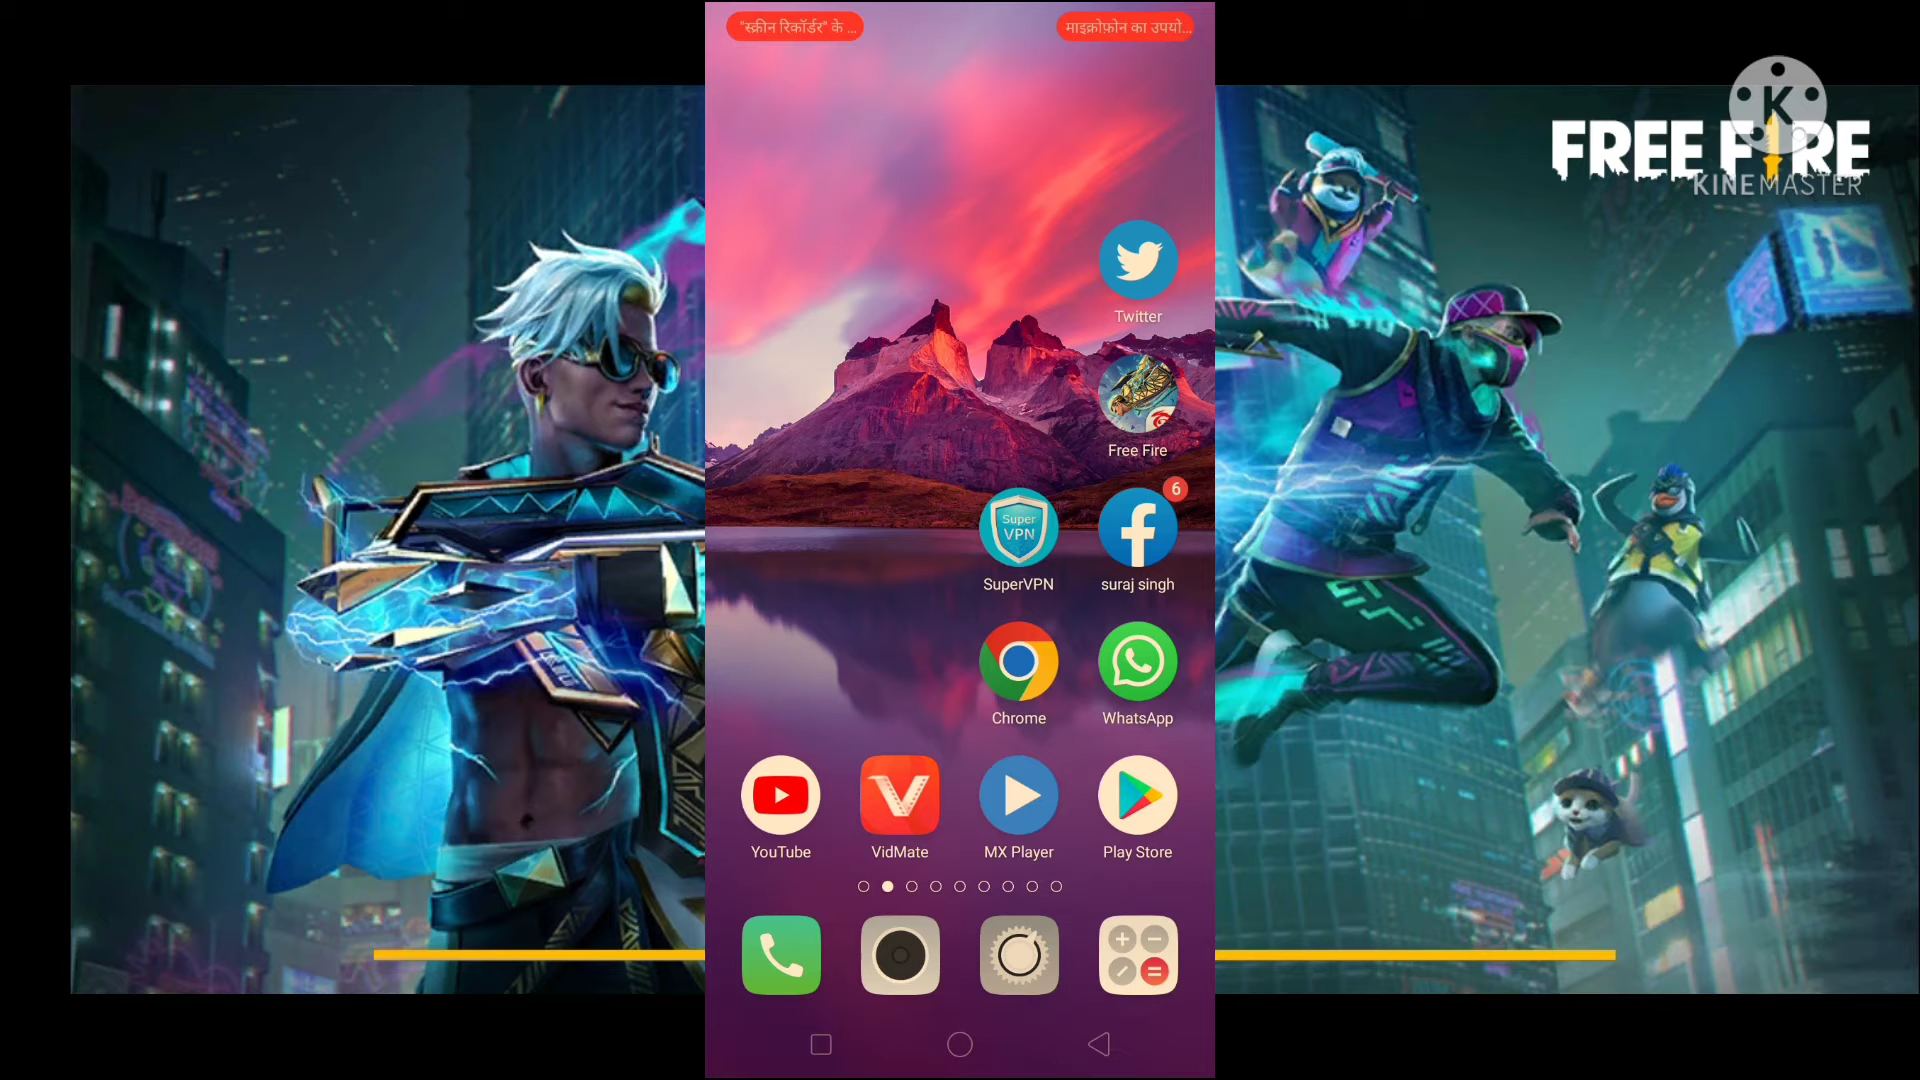 "स्क्रीन रिकॉर्डर" के ...
माइक्रोफ़ोन का उपयो...
FREE FIRE
KINEMASTER
Twitter
Free Fire
6
Super
VPN
SuperVPN
suraj singh
Chrome
WhatsApp
YouTube
VidMate
MX Player
Play Store